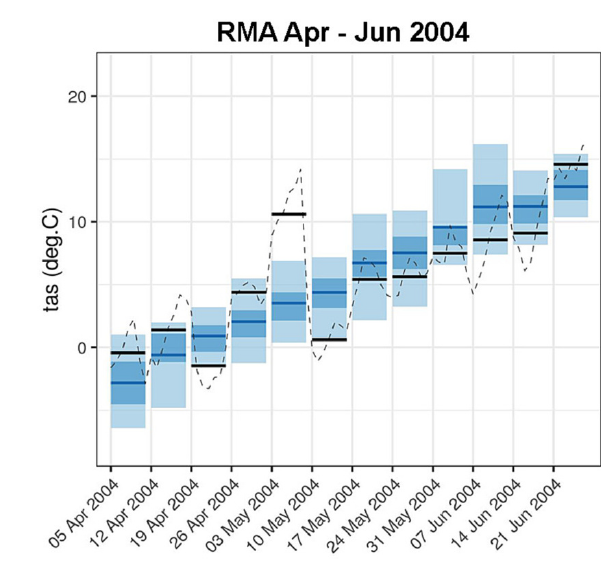 RMA Apr - Jun 2004
tas (deg.C)
20
10
0
05 Apr 2004
12 Apr 2004
19 Apr 2004
26 Apr 2004
03 May 2004
10 May 2004
17 May 2004
24 May 2004
31 May 2004
07 Jun 2004
14 Jun 2004
21 Jun 2004